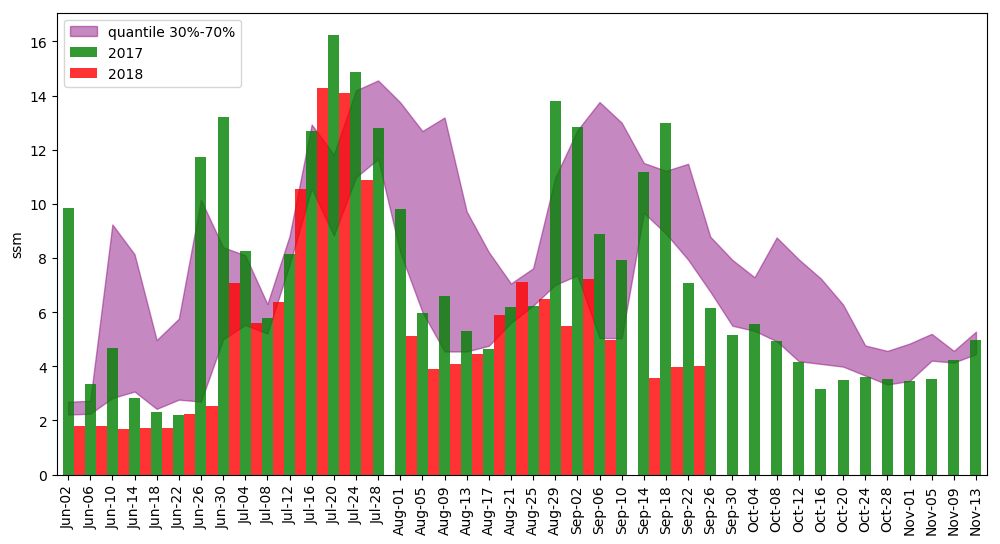 quantile 30%-70%
2017
2018
ssm
16
14
12
10
8
6
4
2
0
Jun-02
Jun-06
Jun-10
Jun-14
Jun-18
Jun-22
Jun-26
Jun-30
Jul-04
Jul-08
Jul-12
Jul-16
Jul-20
Jul-24
Jul-28
Aug-01
Aug-05
Aug-09
Aug-13
Aug-17
Aug-21
Aug-25
Aug-29
Sep-02
Sep-06
Sep-10
Sep-14
Sep-18
Sep-22
Sep-26
Sep-30
Oct-04
Oct-08
Oct-12
Oct-16
Oct-20
Oct-24
Oct-28
Nov-01
Nov-05
Nov-09
Nov-13